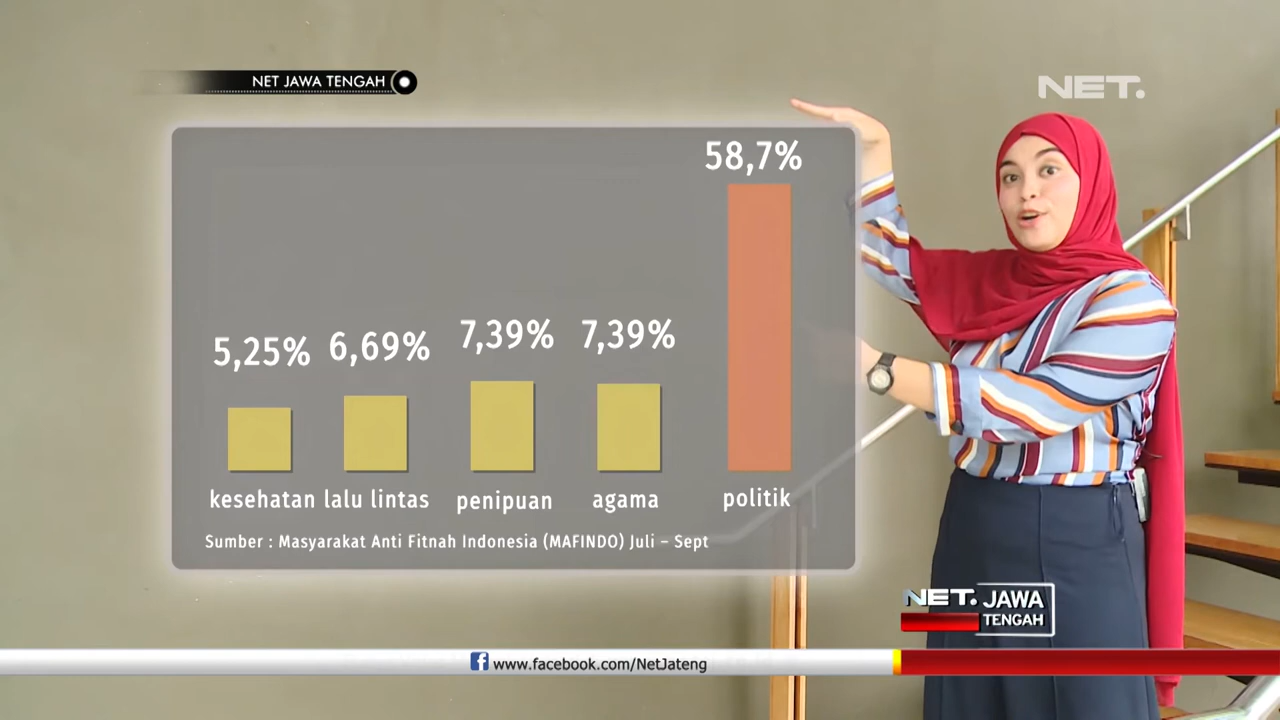 NET JAWA TENGAH
NET.
58,7%
5,25% 6,69% 7,39% 7,39%
kesehatan lalu lintas penipuan agama politik
Sumber : Masyarakat Anti Fitnah Indonesia (MAFINDO) Juli – Sept
NET. JAWA
TENGAH
www.facebook.com/NetJateng